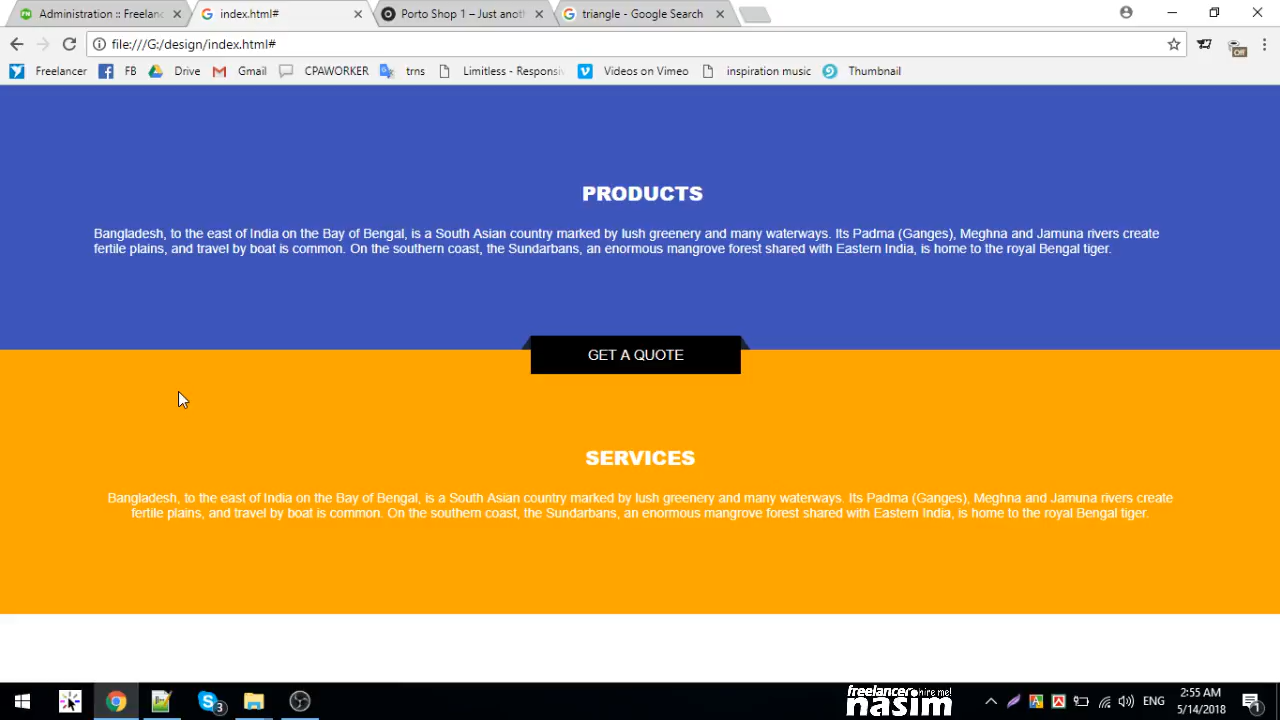 Administration :: Freelanc
index.html#
Porto Shop 1 – Just anot
triangle - Google Search
file:///G:/design/index.html#
Freelancer
FB
Drive
Gmail
CPAWORKER
trns
Limitless - Responsiv
Videos on Vimeo
inspiration music
Thumbnail
Off
PRODUCTS
Bangladesh, to the east of India on the Bay of Bengal, is a South Asian country marked by lush greenery and many waterways. Its Padma (Ganges), Meghna and Jamuna rivers create
fertile plains, and travel by boat is common. On the southern coast, the Sundarbans, an enormous mangrove forest shared with Eastern India, is home to the royal Bengal tiger.
GET A QUOTE
SERVICES
Bangladesh, to the east of India on the Bay of Bengal, is a South Asian country marked by lush greenery and many waterways. Its Padma (Ganges), Meghna and Jamuna rivers create
fertile plains, and travel by boat is common. On the southern coast, the Sundarbans, an enormous mangrove forest shared with Eastern India, is home to the royal Bengal tiger.
3
freelancer hire me!
nasim
ENG
2:55 AM
5/14/2018
1